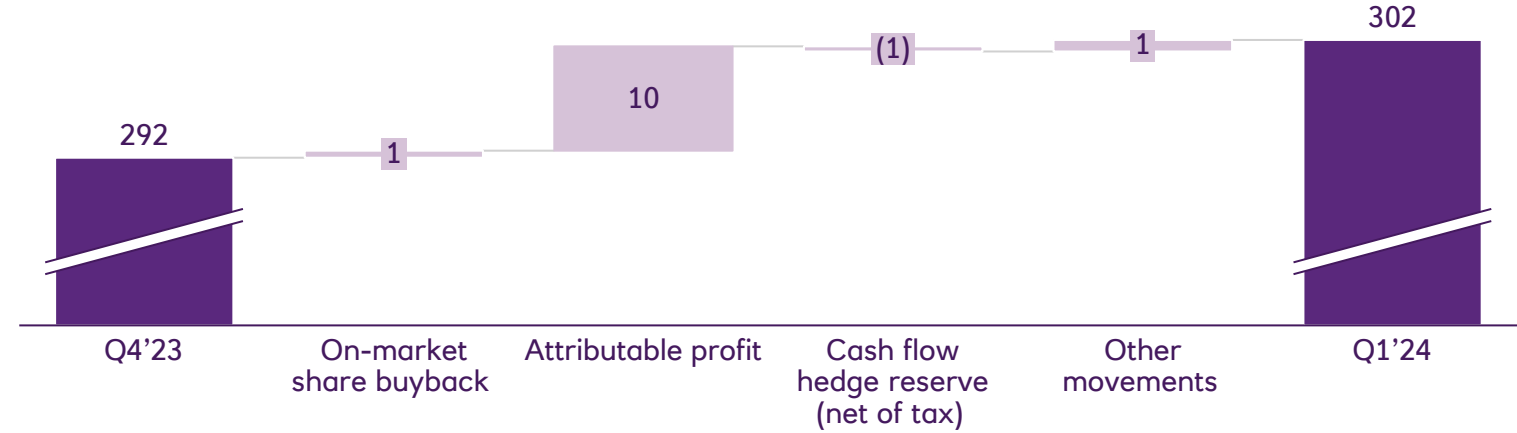 302
(1)
1
10
292
1
Q4’23
On-market
share buyback
Attributable profit
Cash flow
hedge reserve
(net of tax)
Other
movements
Q1’24